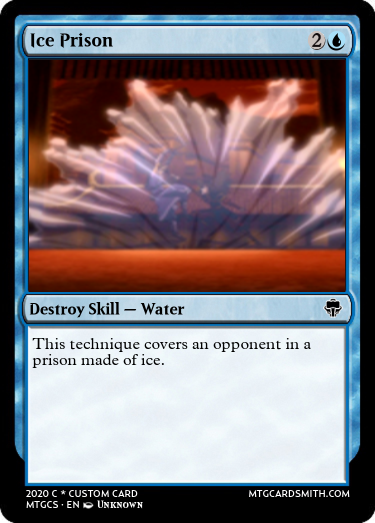 Ice Prison 2
Destroy Skill — Water
This technique covers an opponent in a
prison made of ice.
2020 C * CUSTOM CARD MTGCARDSMITH.COM
MTGCS • EN Unknown